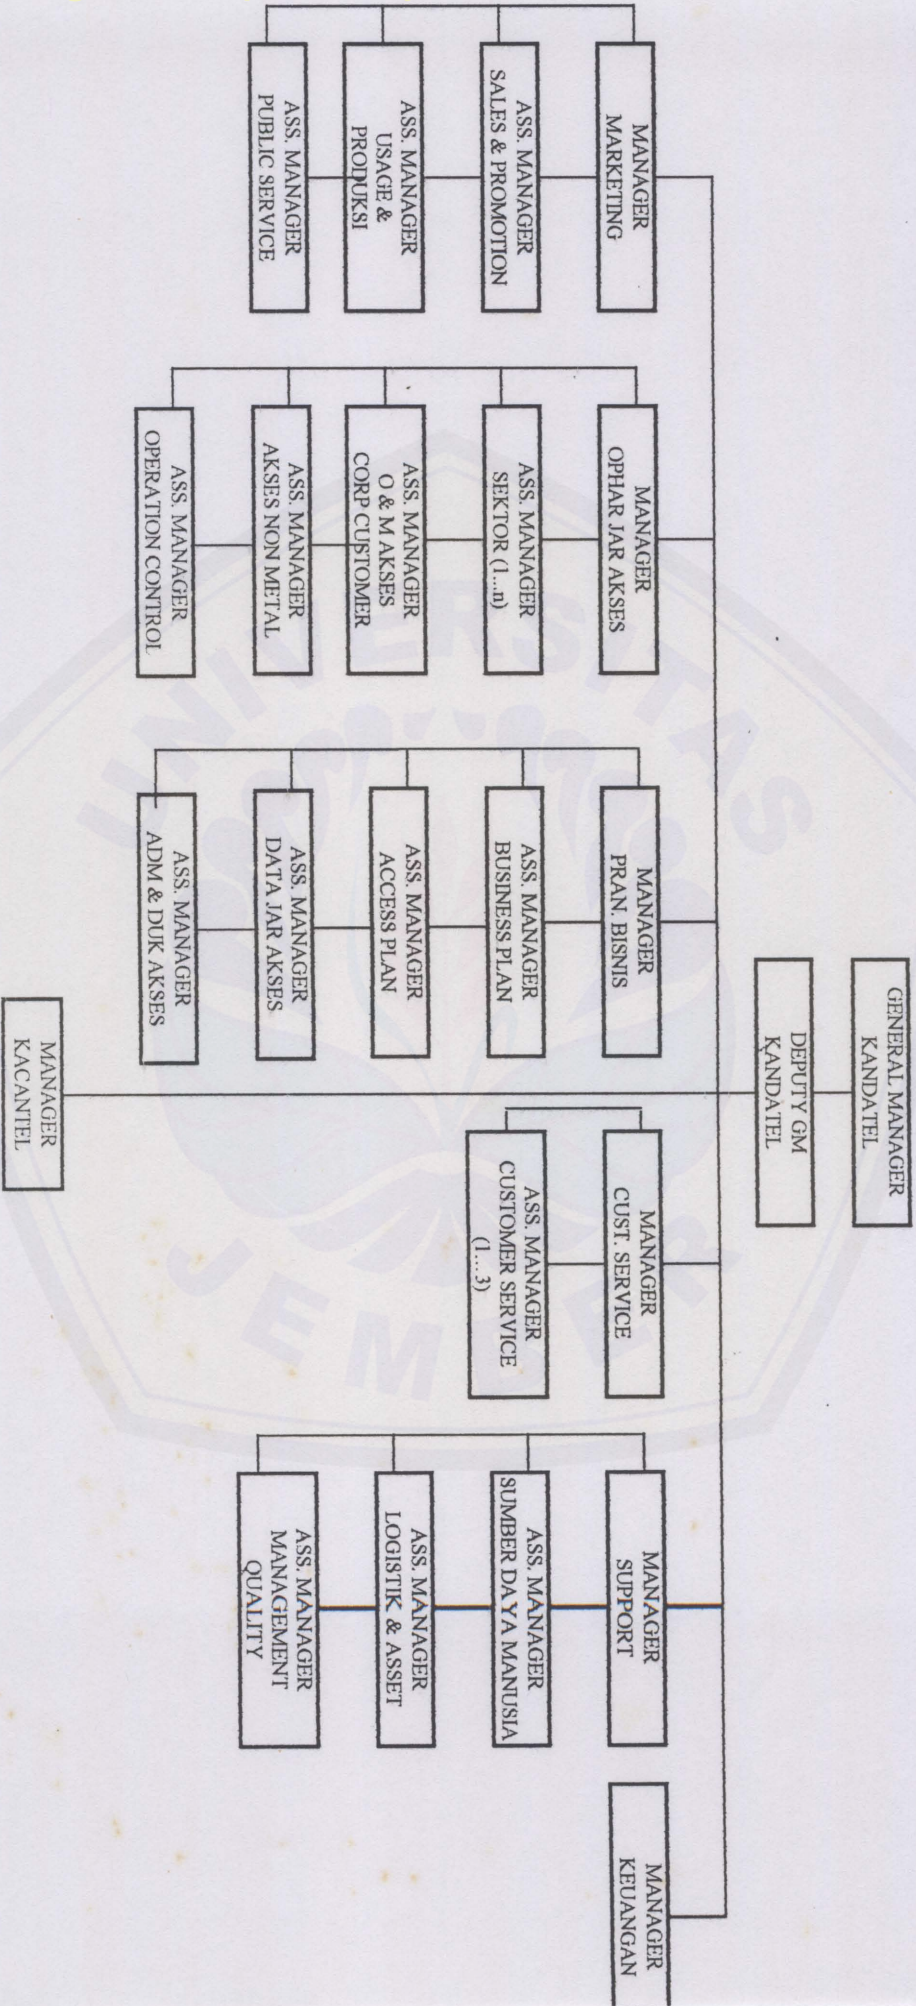 GENERAL MANAGER
KANDATEL
DEPUTY GM
KANDATEL
MANAGER
MARKETING
ASS. MANAGER
SALES & PROMOTION
ASS. MANAGER
USAGE &
PRODUKSI
ASS. MANAGER
PUBLIC SERVICE
MANAGER
OPHAR JAR AKSES
ASS. MANAGER
SEKTOR (1...n)
ASS. MANAGER
O & M AKSES
CORP CUSTOMER
ASS. MANAGER
AKSES NON METAL
ASS. MANAGER
OPERATION CONTROL
MANAGER
PRAN. BISNIS
ASS. MANAGER
BUSINESS PLAN
ASS. MANAGER
ACCESS PLAN
ASS. MANAGER
DATA JAR AKSES
ASS. MANAGER
ADM & DUK AKSES
MANAGER
CUST. SERVICE
ASS. MANAGER
CUSTOMER SERVICE
(1...3)
MANAGER
SUPPORT
ASS. MANAGER
SUMBER DAYA MANUSIA
ASS. MANAGER
LOGISTIK & ASSET
ASS. MANAGER
MANAGEMENT
QUALITY
MANAGER
KEUANGAN
MANAGER
KACANTEL
UNIVERSITAS
JEMBER